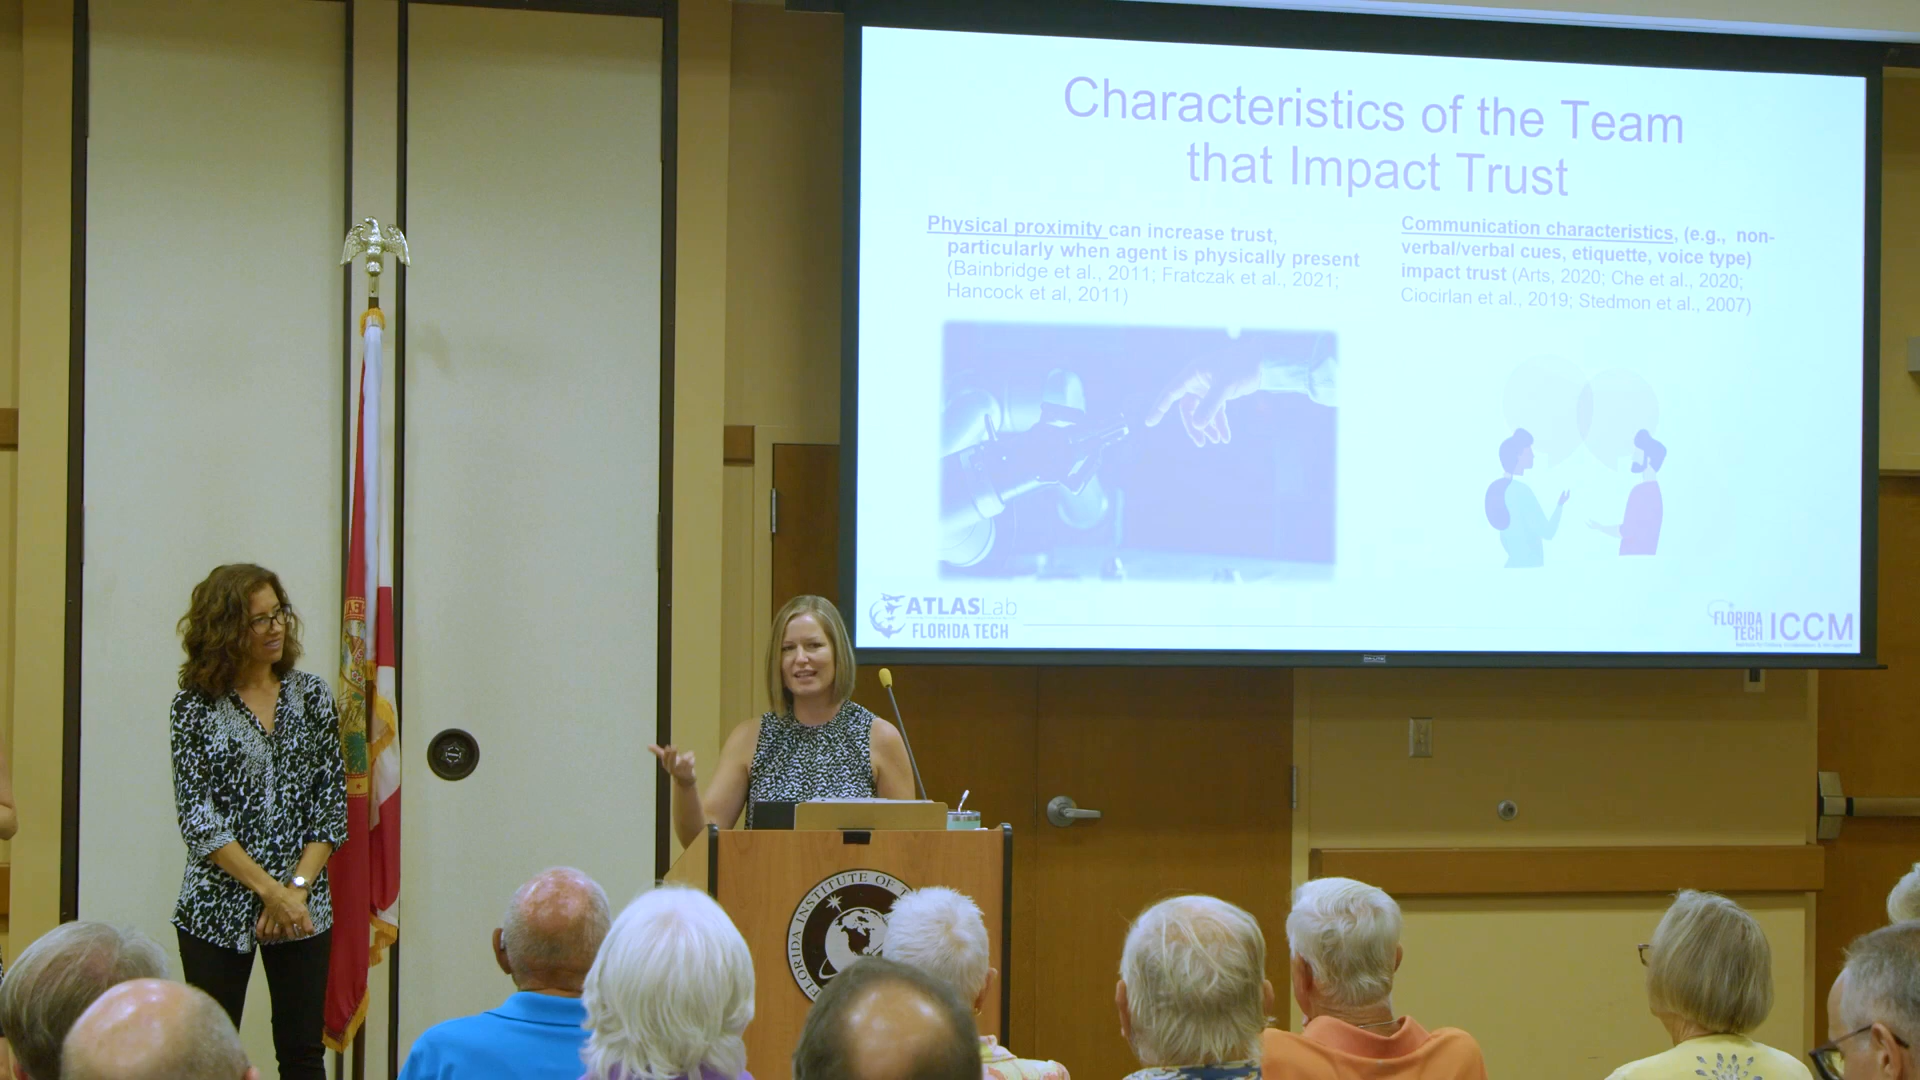 Characteristics of the Team
that Impact Trust
Physical proximity can increase trust,
particularly when agent is physically present
(Bainbridge et al., 2011; Fratczak et al., 2021;
Hancock et al, 2011)
Communication characteristics, (e.g., non-
verbal/verbal cues, etiquette, voice type)
impact trust (Arts, 2020; Che et al., 2020;
Ciocirlan et al., 2019; Stedmon et al., 2007)
ATLASLab
FLORIDA TECH
FLORIDA
TECH
ICCM
FLORIDA INSTITUTE OF